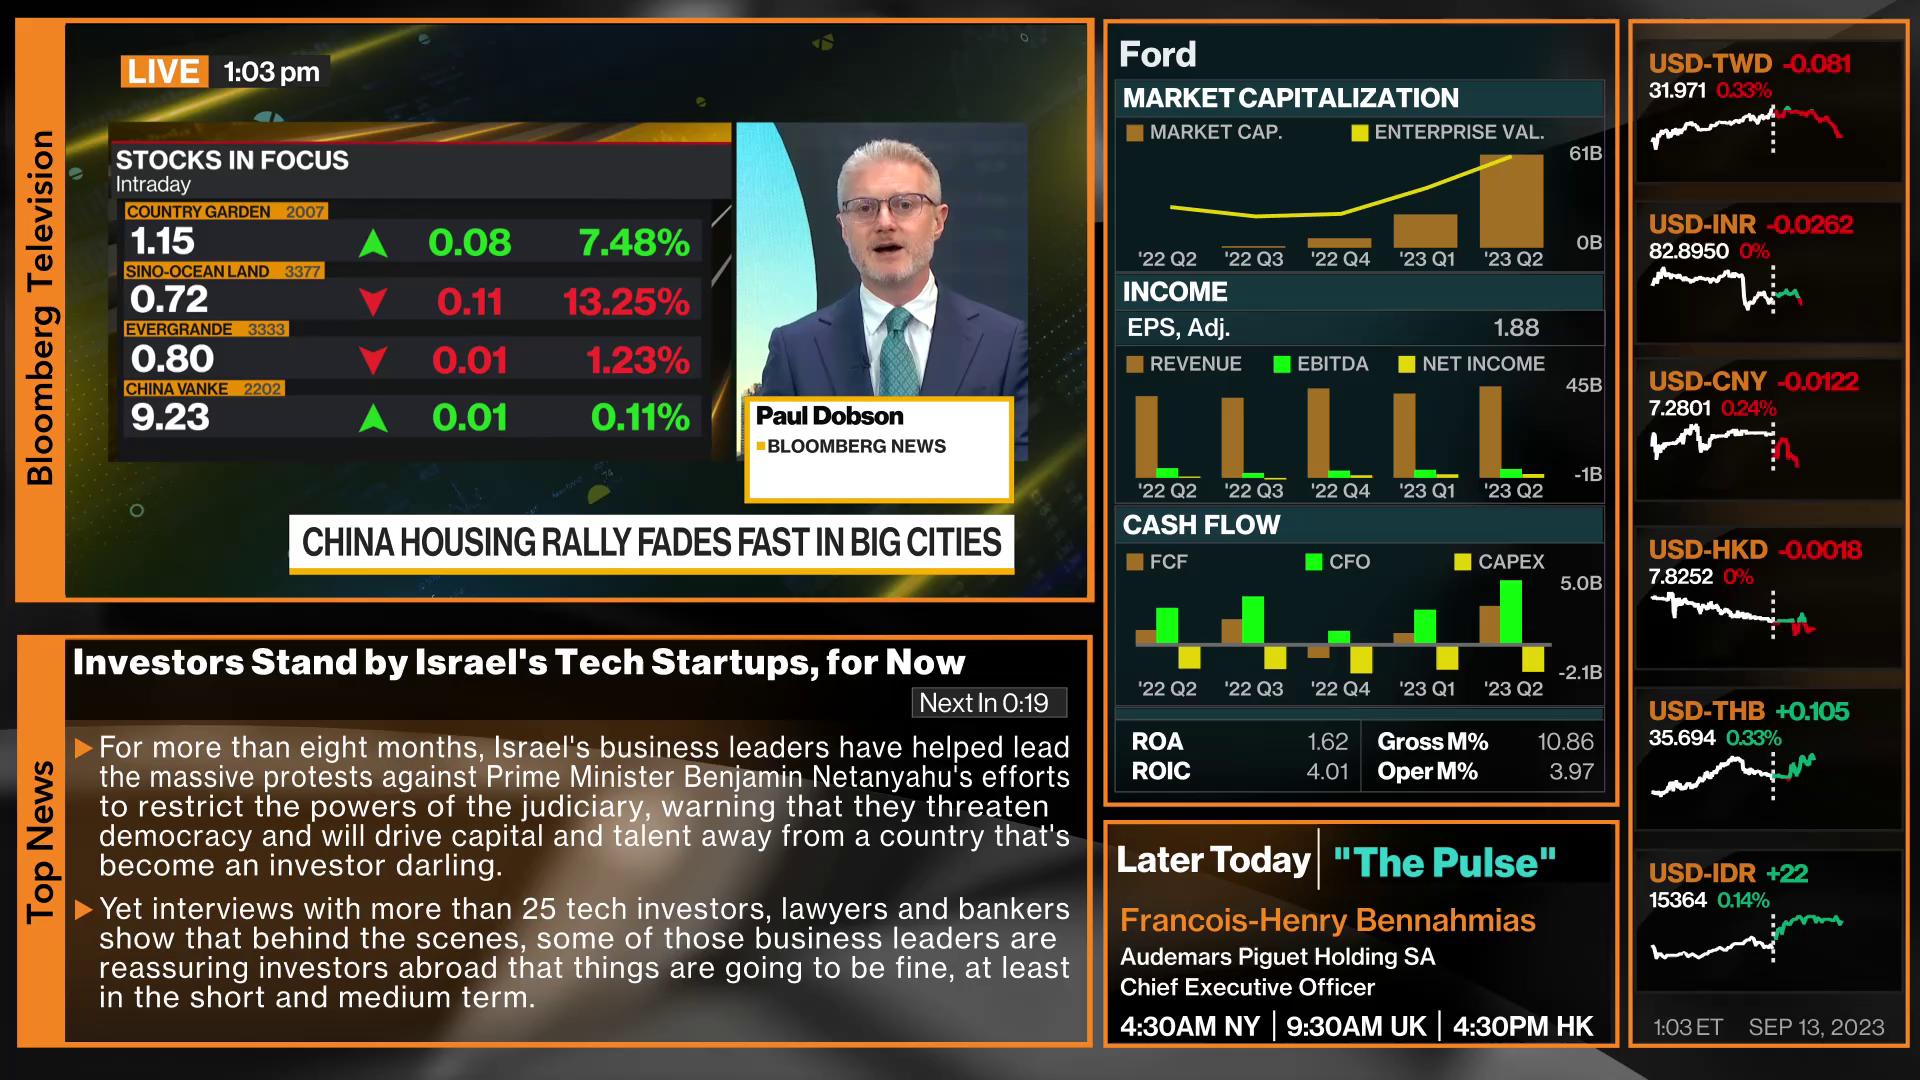 Bloomberg Television
LIVE 1:03 pm
STOCKS IN FOCUS
Intraday
COUNTRY GARDEN 2007
1.15 0.08 7.48%
SINO-OCEAN LAND 3377
0.72 0.11 13.25%
EVERGRANDE 3333
0.80 0.01 1.23%
CHINA VANKE 2202
9.23 0.01 0.11%
Paul Dobson
BLOOMBERG NEWS
CHINA HOUSING RALLY FADES FAST IN BIG CITIES
Top News
Investors Stand by Israel's Tech Startups, for Now
Next In 0:19
For more than eight months, Israel's business leaders have helped lead
the massive protests against Prime Minister Benjamin Netanyahu's efforts
to restrict the powers of the judiciary, warning that they threaten
democracy and will drive capital and talent away from a country that's
become an investor darling.
Yet interviews with more than 25 tech investors, lawyers and bankers
show that behind the scenes, some of those business leaders are
reassuring investors abroad that things are going to be fine, at least
in the short and medium term.
Ford
MARKET CAPITALIZATION
MARKET CAP. ENTERPRISE VAL.
61B
0B
'22 Q2 '22 Q3 '22 Q4 '23 Q1 '23 Q2
INCOME
EPS, Adj. 1.88
REVENUE EBITDA NET INCOME
45B
-1B
'22 Q2 '22 Q3 '22 Q4 '23 Q1 '23 Q2
CASH FLOW
FCF CFO CAPEX
5.0B
-2.1B
'22 Q2 '22 Q3 '22 Q4 '23 Q1 '23 Q2
ROA 1.62 Gross M% 10.86
ROIC 4.01 Oper M% 3.97
Later Today "The Pulse"
Francois-Henry Bennahmias
Audemars Piguet Holding SA
Chief Executive Officer
4:30AM NY | 9:30AM UK | 4:30PM HK
USD-TWD -0.081
31.971 0.33%
USD-INR -0.0262
82.8950 0%
USD-CNY -0.0122
7.2801 0.24%
USD-HKD -0.0018
7.8252 0%
USD-THB +0.105
35.694 0.33%
USD-IDR +22
15364 0.14%
1:03 ET SEP 13, 2023